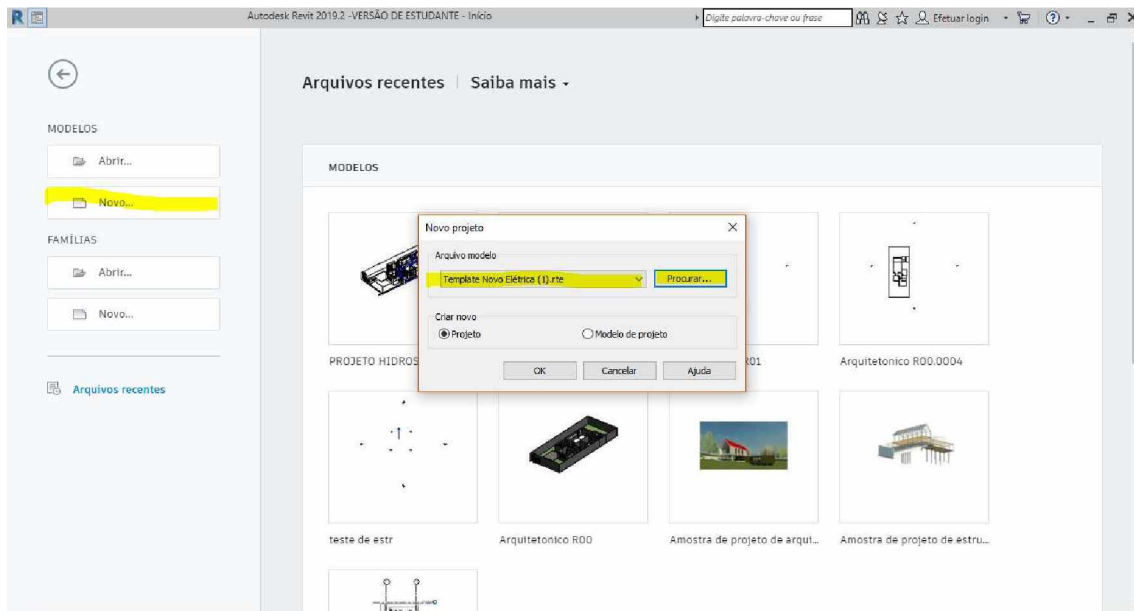 Autodesk Revit 2019.2 -VERSÃO DE ESTUDANTE - Início
Digite palavra-chave ou frase
Efetuar login
Arquivos recentes | Saiba mais
MODELOS
Abrir...
Novo...
FAMÍLIAS
Abrir...
Novo...
Arquivos recentes
MODELOS
Novo projeto
Arquivo modelo
Template Novo Elétrica (1).rte
Procurar...
Criar novo
Projeto
Modelo de projeto
OK
Cancelar
Ajuda
PROJETO HIDROS
Arquitetonico R00.0004
teste de estr
Arquitetonico R00
Amostra de projeto de arqui...
Amostra de projeto de estru...